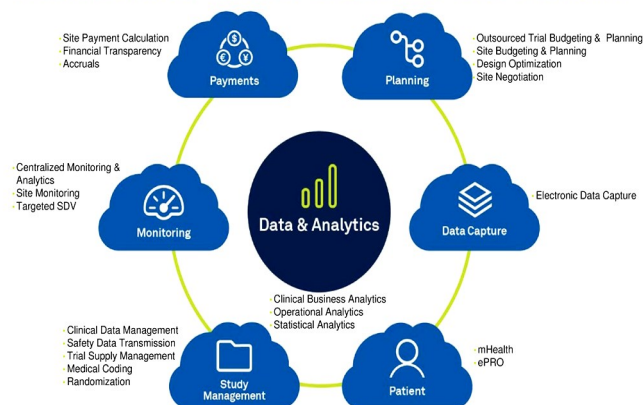 Site Payment Calculation
Financial Transparency
Accruals
Payments
Planning
Outsourced Trial Budgeting & Planning
Site Budgeting & Planning
Design Optimization
Site Negotiation
Centralized Monitoring &
Analytics
Site Monitoring
Targeted SDV
Monitoring
Data & Analytics
Data Capture
Electronic Data Capture
Clinical Business Analytics
Operational Analytics
Statistical Analytics
Clinical Data Management
Safety Data Transmission
Trial Supply Management
Medical Coding
Randomization
Study
Management
Patient
mHealth
ePRO